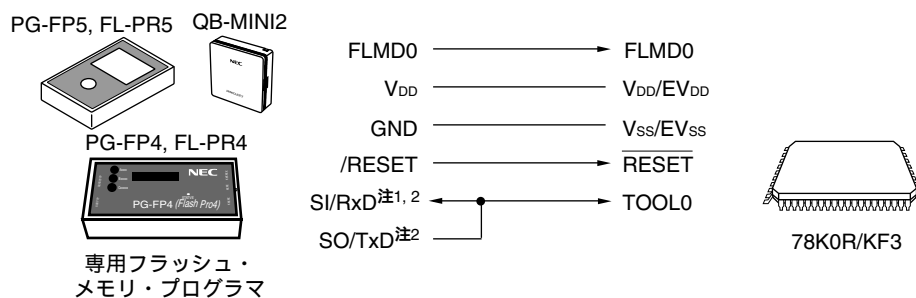 PG-FP5, FL-PR5
QB-MINI2
NEC
PG-FP4, FL-PR4
NEC
PG-FP4 (Flash Pro4)
専用フラッシュ・
メモリ・プログラマ
FLMD0 FLMD0
VDD VDD/EVDD
GND VSS/EVSS
/RESET RESET
SI/RxD注1, 2 TOOL0
SO/TxD注2
78K0R/KF3